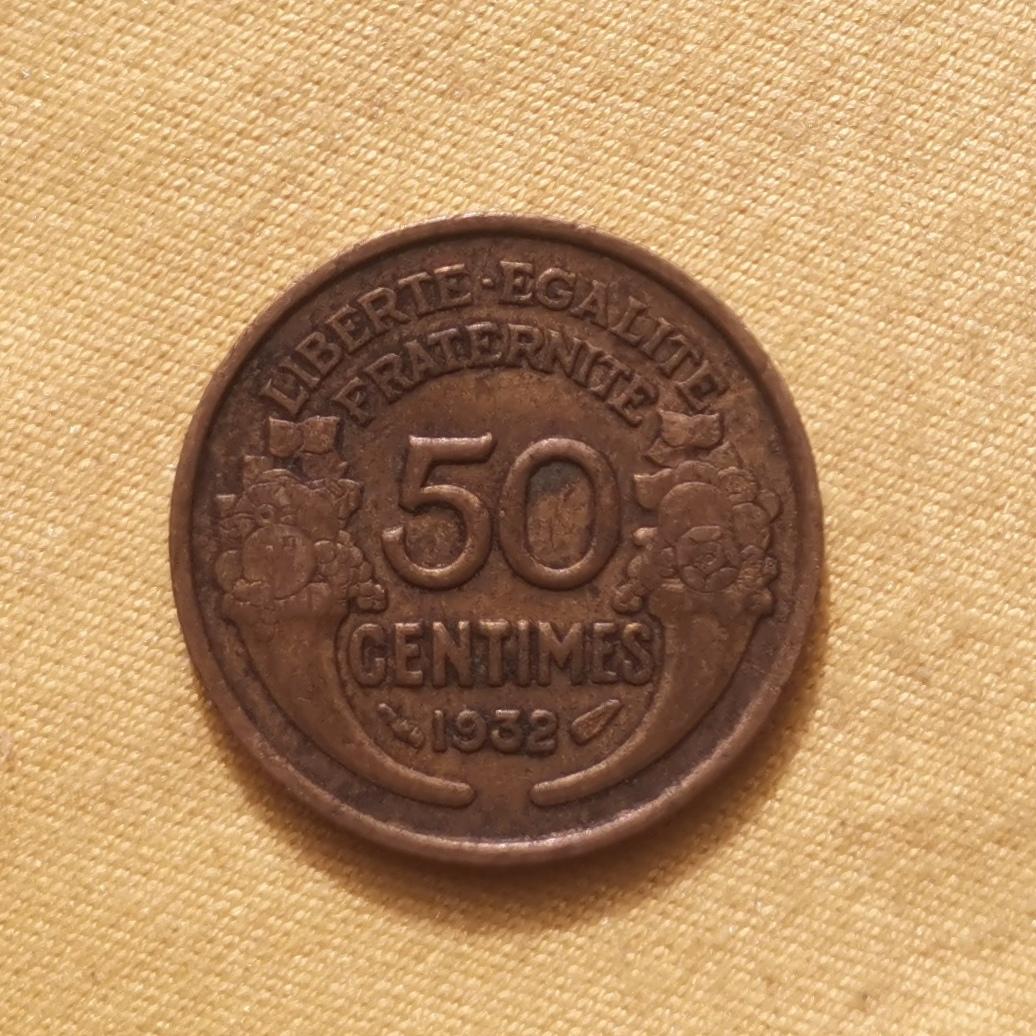 LIBERTE·EGALITE
FRATERNITE
50
CENTIMES
1932